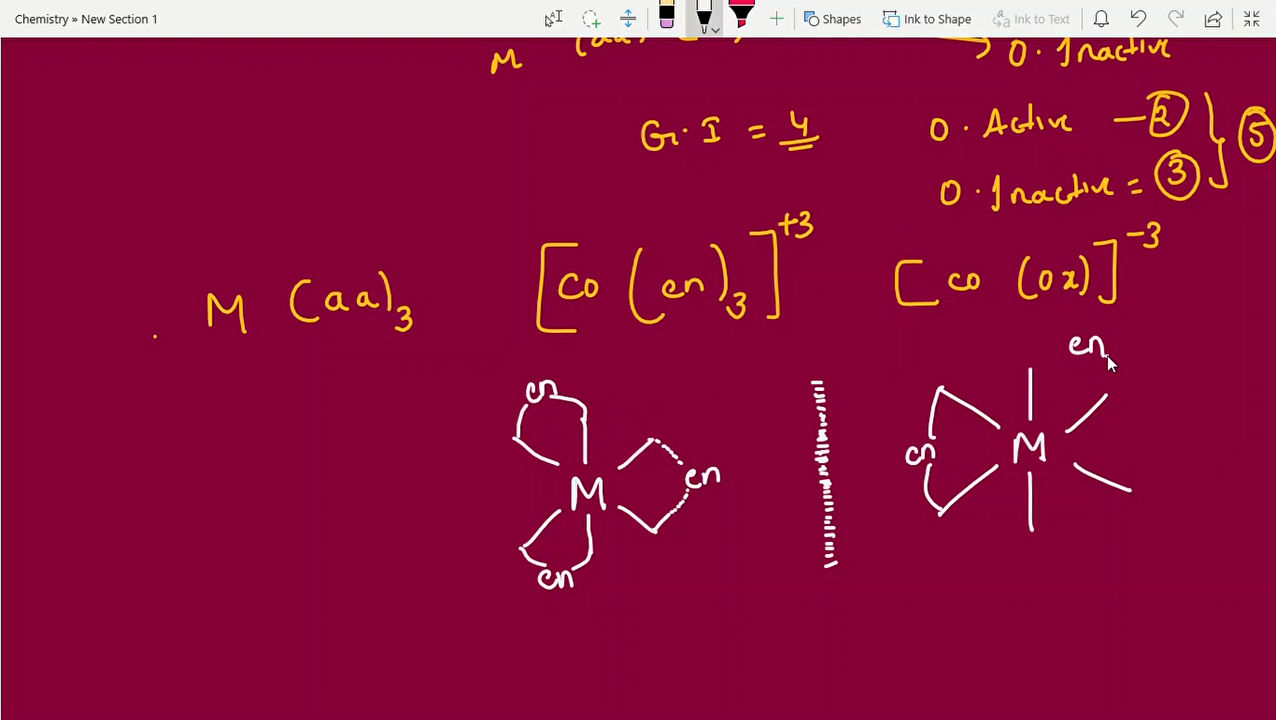 Chemistry » New Section 1
Shapes
Ink to Shape
Ink to Text
M
O. Inactive
G. I = 4
O. Active — 2
5
O. Inactive = 3
M (aa)3
[Co (en)3]+3
[Co (ox)]-3
en
en
M
en
en
en
M